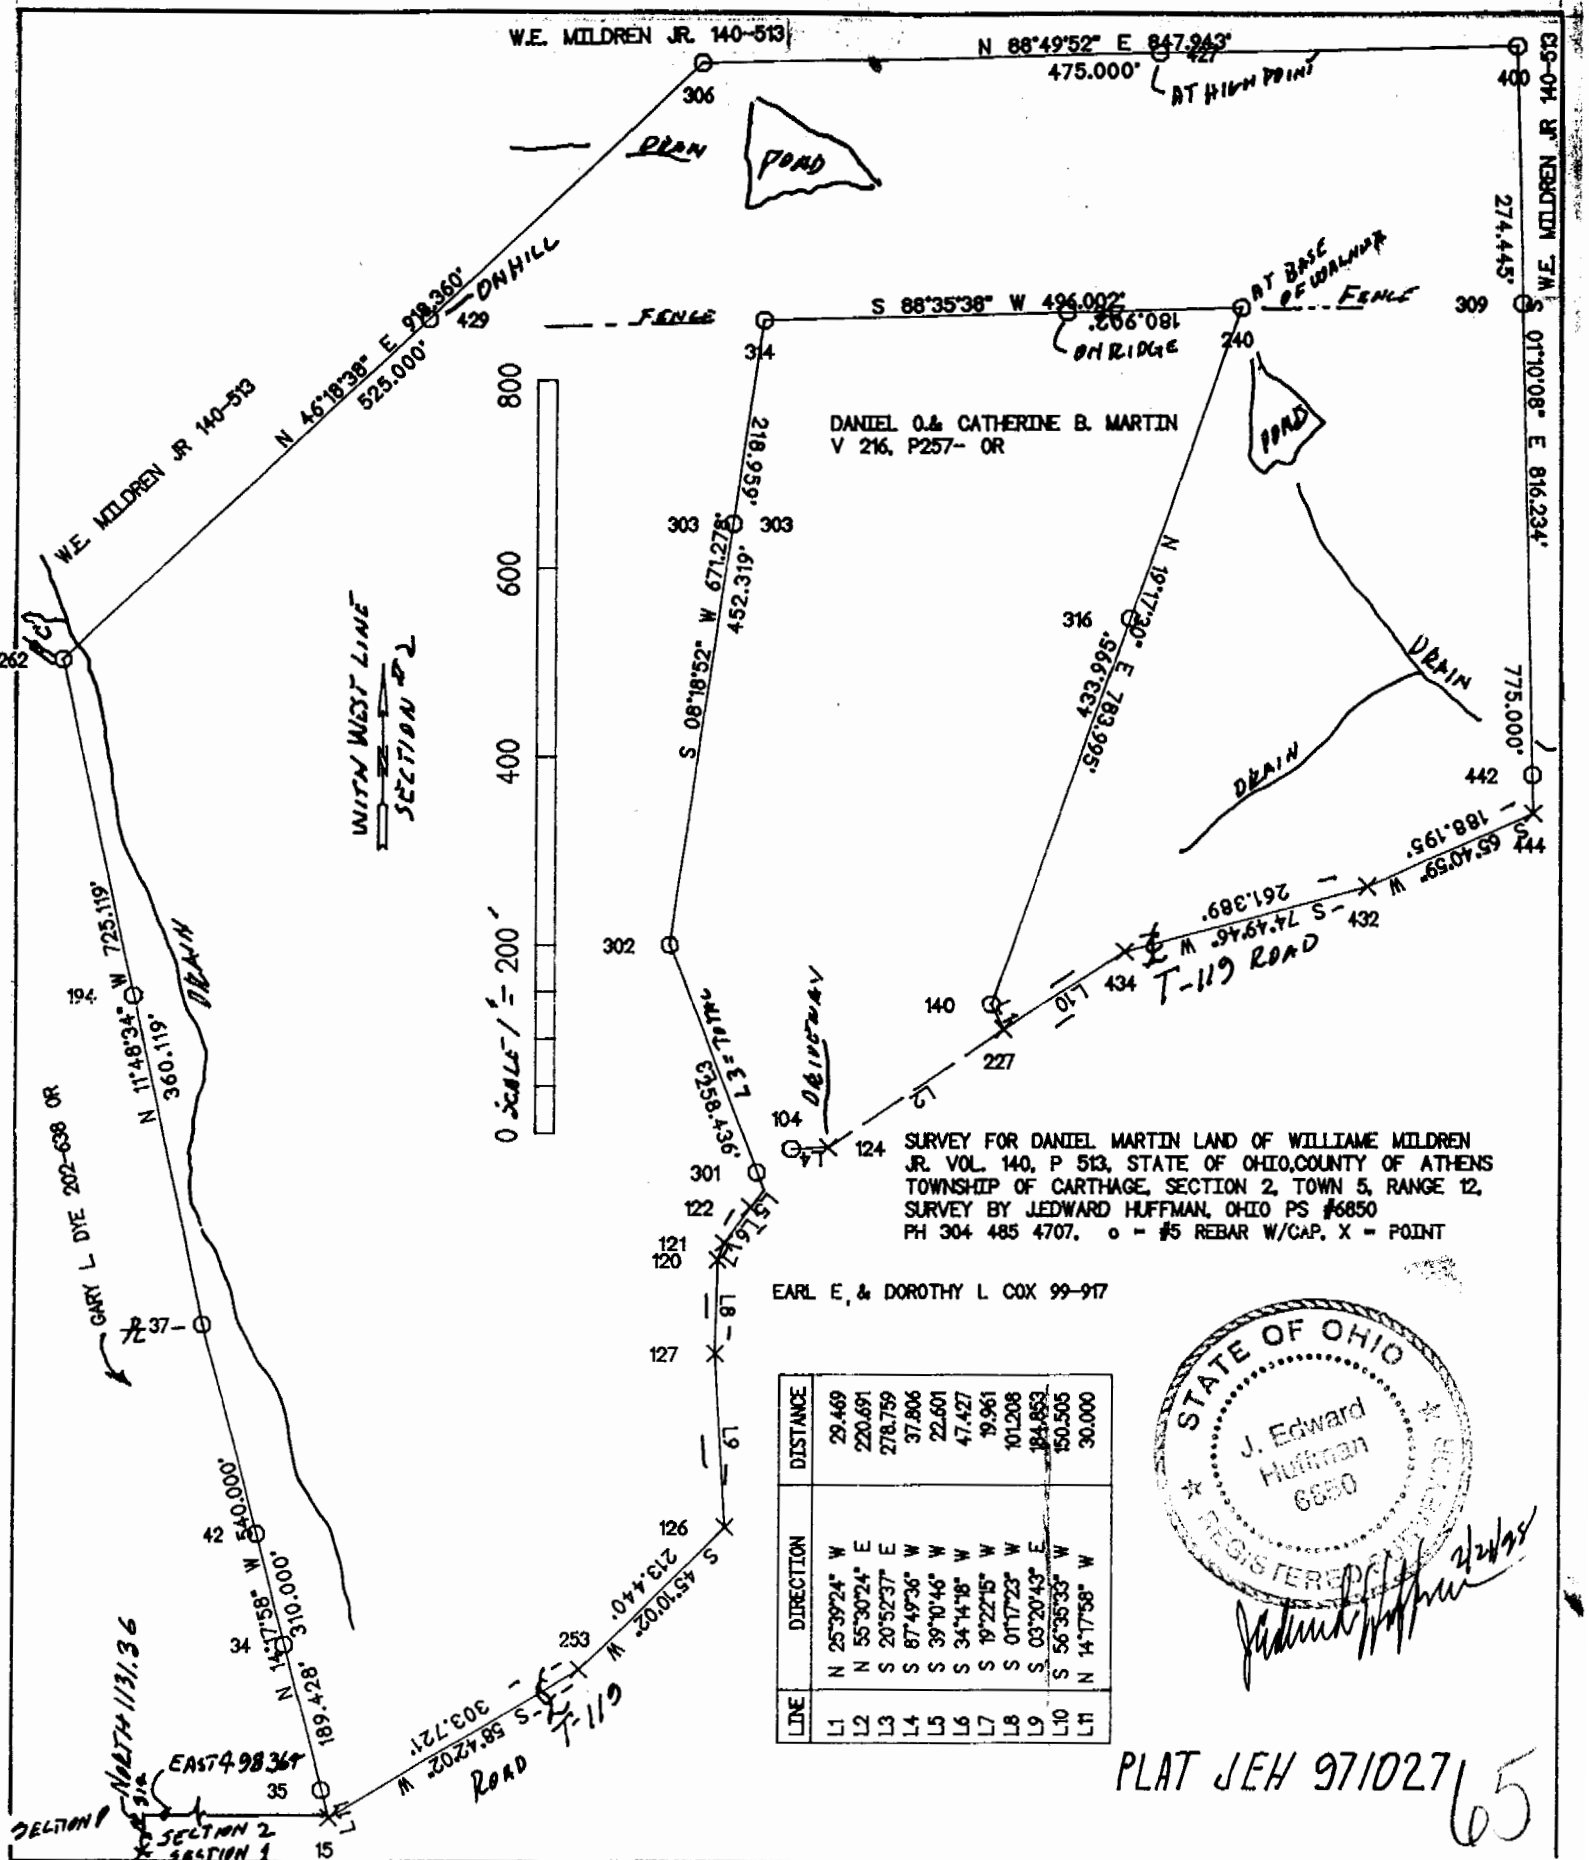 W.E. MILDREN JR. 140-513
N 88°49'52" E 847.943'
475.000'
427
AT HIGH POINT
306
400
W.E. MILDREN JR 140-513
274.445'
309
S 01°10'08" E 816.234'
775.000'
442
444
DRAIN
POND
N 46°18'38" E 918.360'
525.000'
429
ON HILL
FENCE
S 88°35'38" W 496.002'
180.992'
ON RIDGE
314
240
AT BASE
OF WALNUT
FENCE
POND
W.E. MILDREN JR 140-513
262
DANIEL O.& CATHERINE B. MARTIN
V 216, P257- OR
218.959'
303
303
S 08°18'52" W 671.278'
452.319'
302
N 19°17'30" E 783.995'
433.995'
316
140
DRAIN
DRAIN
S 65°40'59" W
188.195'
432
S 74°49'46" W
261.389'
434
T-119 ROAD
L10
L1
227
L2
WITH WEST LINE
SECTION #2
N
800
600
400
200'
0 SCALE 1"=
L3 = TOTAL
258.436'
DRIVEWAY
104
L4
124
301
122
121
120
L5
L6
L7
L8
127
L9
126
N 11°48'34" W 725.119'
360.119'
194
DRAIN
GARY L DYE 202-638 OR
37
SURVEY FOR DANIEL MARTIN LAND OF WILLIAME MILDREN
JR. VOL. 140, P 513, STATE OF OHIO,COUNTY OF ATHENS
TOWNSHIP OF CARTHAGE, SECTION 2, TOWN 5, RANGE 12,
SURVEY BY J.EDWARD HUFFMAN, OHIO PS #6850
PH 304 485 4707. o = #5 REBAR W/CAP, X = POINT
EARL E, & DOROTHY L COX 99-917
LINE DIRECTION DISTANCE
L1 N 25°39'24" W 29.469
L2 N 55°30'24" E 220.691
L3 S 20°52'37" E 278.759
L4 S 87°49'36" W 37.806
L5 S 39°10'46" W 22.601
L6 S 34°14'18" W 47.427
L7 S 19°22'15" W 19.961
L8 S 01°17'23" W 101.208
L9 S 03°20'43" E 184.853
L10 S 56°35'33" W 150.505
L11 N 14°17'58" W 30.000
STATE OF OHIO
J. Edward
Huffman
6850
REGISTERED
42
N 14°17'58" W 540.000'
310.000'
34
189.428'
35
L11
15
S 45°10'02" W
213.440'
253
S 58°42'02" W
303.721'
T-119
ROAD
NORTH 1131.36
EAST 498.36
SECTION 2
SECTION 1
PLAT JEH 971027
65